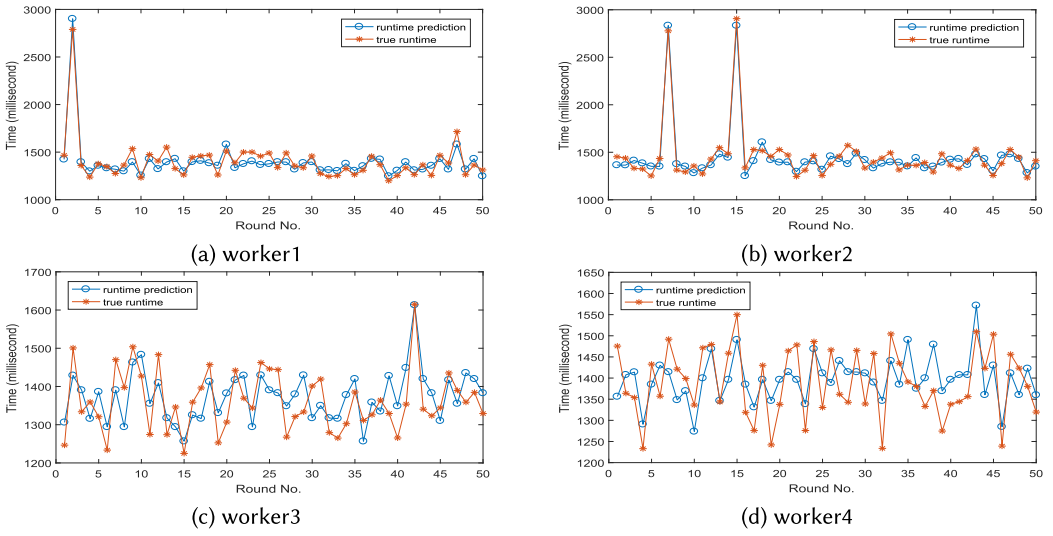 3000
2500
2000
1500
1000
Time (millisecond)
runtime prediction
true runtime
0 5 10 15 20 25 30 35 40 45 50
Round No.
(a) worker1
3000
2500
2000
1500
1000
Time (millisecond)
runtime prediction
true runtime
0 5 10 15 20 25 30 35 40 45 50
Round No.
(b) worker2
1700
1600
1500
1400
1300
1200
Time (millisecond)
runtime prediction
true runtime
0 5 10 15 20 25 30 35 40 45 50
Round No.
(c) worker3
1650
1600
1550
1500
1450
1400
1350
1300
1250
1200
Time (millisecond)
runtime prediction
true runtime
0 5 10 15 20 25 30 35 40 45 50
Round No.
(d) worker4